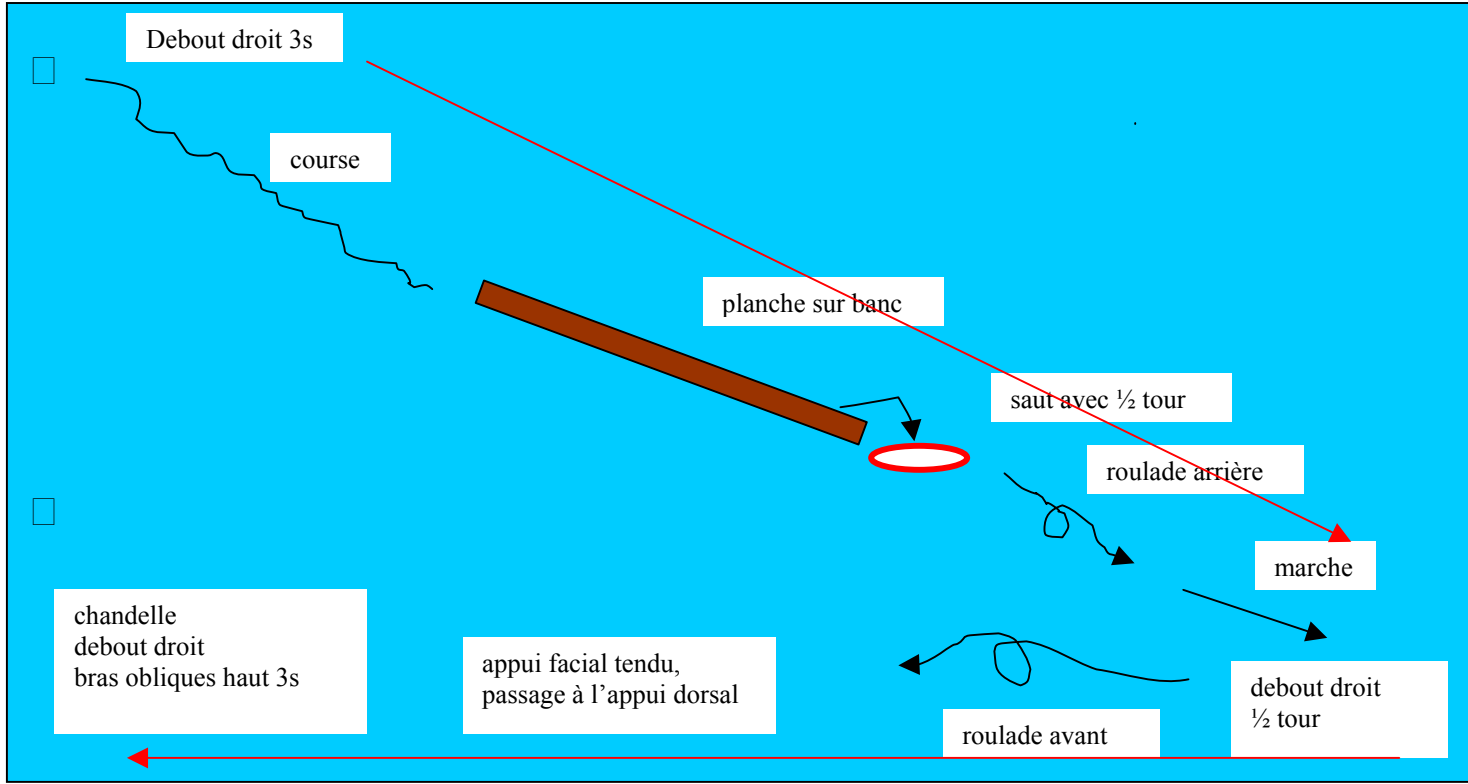 Debout droit 3s
course
planche sur banc
saut avec ½ tour
roulade arrière
marche
debout droit
½ tour
roulade avant
appui facial tendu,
passage à l'appui dorsal
chandelle
debout droit
bras obliques haut 3s